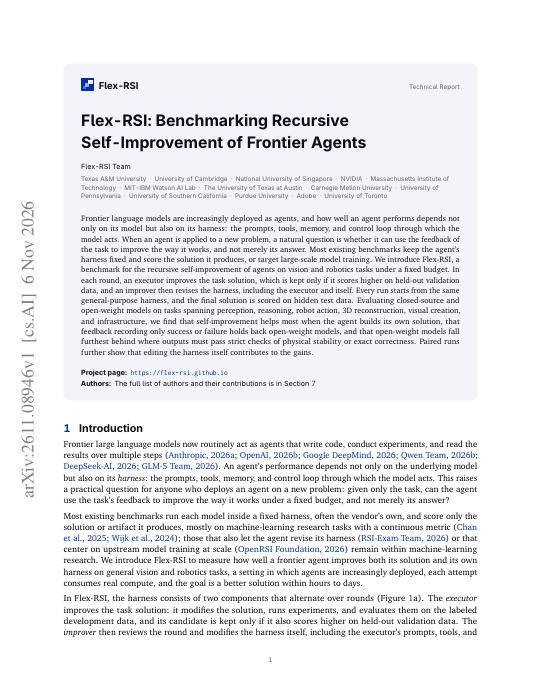 Flex-RSI
Technical Report
Flex-RSI: Benchmarking Recursive
Self-Improvement of Frontier Agents
Flex-RSI Team
Texas A&M University · University of Cambridge · National University of Singapore · NVIDIA · Massachusetts Institute of
Technology · MIT-IBM Watson AI Lab · The University of Texas at Austin · Carnegie Mellon University · University of
Pennsylvania · University of Southern California · Purdue University · Adobe · University of Toronto
Frontier language models are increasingly deployed as agents, and how well an agent performs depends not
only on its model but also on its harness: the prompts, tools, memory, and control loop through which the
model acts. When an agent is applied to a new problem, a natural question is whether it can use the feedback of
the task to improve the way it works, and not merely its answer. Most existing benchmarks keep the agent's
harness fixed and score the solution it produces, or target large-scale model training. We introduce Flex-RSI, a
benchmark for the recursive self-improvement of agents on vision and robotics tasks under a fixed budget. In
each round, an executor improves the task solution, which is kept only if it scores higher on held-out validation
data, and an improver then revises the harness, including the executor and itself. Every run starts from the same
general-purpose harness, and the final solution is scored on hidden test data. Evaluating closed-source and
open-weight models on tasks spanning perception, reasoning, robot action, 3D reconstruction, visual creation,
and infrastructure, we find that self-improvement helps most when the agent builds its own solution, that
feedback recording only success or failure holds back open-weight models, and that open-weight models fall
furthest behind where outputs must pass strict checks of physical stability or exact correctness. Paired runs
further show that editing the harness itself contributes to the gains.
Project page: https://flex-rsi.github.io
Authors: The full list of authors and their contributions is in Section 7
arXiv:2611.08946v1 [cs.AI] 6 Nov 2026
1 Introduction
Frontier large language models now routinely act as agents that write code, conduct experiments, and read the
results over multiple steps (Anthropic, 2026a; OpenAI, 2026b; Google DeepMind, 2026; Qwen Team, 2026b;
DeepSeek-AI, 2026; GLM-5 Team, 2026). An agent's performance depends not only on the underlying model
but also on its harness: the prompts, tools, memory, and control loop through which the model acts. This raises
a practical question for anyone who deploys an agent on a new problem: given only the task, can the agent
use the task's feedback to improve the way it works under a fixed budget, and not merely its answer?
Most existing benchmarks run each model inside a fixed harness, often the vendor's own, and score only the
solution or artifact it produces, mostly on machine-learning research tasks with a continuous metric (Chan
et al., 2025; Wijk et al., 2024); those that also let the agent revise its harness (RSI-Exam Team, 2026) or that
center on upstream model training at scale (OpenRSI Foundation, 2026) remain within machine-learning
research. We introduce Flex-RSI to measure how well a frontier agent improves both its solution and its own
harness on general vision and robotics tasks, a setting in which agents are increasingly deployed, each attempt
consumes real compute, and the goal is a better solution within hours to days.
In Flex-RSI, the harness consists of two components that alternate over rounds (Figure 1a). The executor
improves the task solution: it modifies the solution, runs experiments, and evaluates them on the labeled
development data, and its candidate is kept only if it also scores higher on held-out validation data. The
improver then reviews the round and modifies the harness itself, including the executor's prompts, tools, and
1